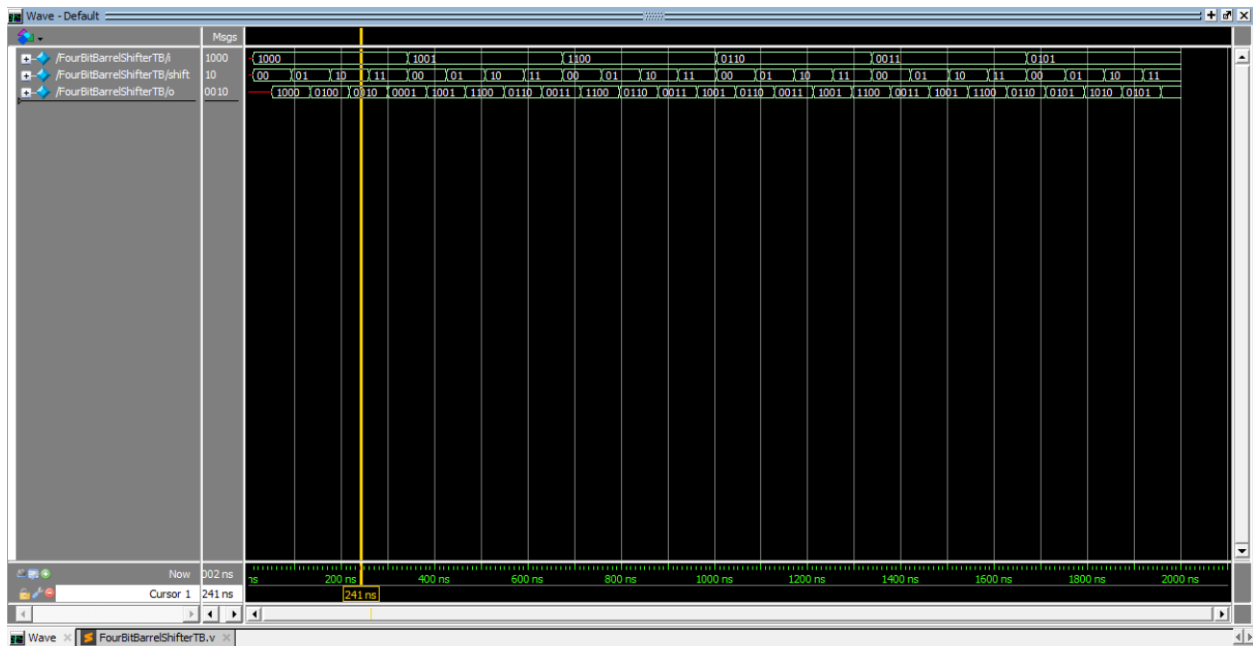 Wave - Default
Msgs
/FourBitBarrelShifterTB/i 1000 1000 1001 1100 0110 0011 0101
/FourBitBarrelShifterTB/shift 10 00 01 10 11 00 01 10 11 00 01 10 11 00 01 10 11 00 01 10 11 00 01 10 11
/FourBitBarrelShifterTB/o 0010 1000 0100 0010 0001 1001 1100 0110 0011 1100 0110 0011 1001 0110 0011 1001 1100 0011 1001 1100 0110 0101 1010 0101
Now 002 ns ns 200 ns 400 ns 600 ns 800 ns 1000 ns 1200 ns 1400 ns 1600 ns 1800 ns 2000 ns
Cursor 1 241 ns 241 ns
Wave FourBitBarrelShifterTB.v